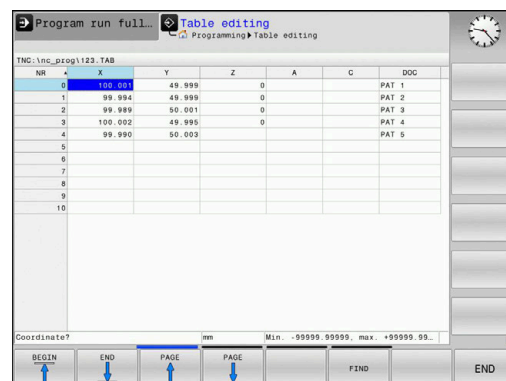 Program run full… Table editing
Programming▶Table editing
TNC:\nc_prog\123.TAB
NR X Y Z A C DOC
0 100.001 49.999 0 PAT 1
1 99.994 49.999 0 PAT 2
2 99.989 50.001 0 PAT 3
3 100.002 49.995 0 PAT 4
4 99.990 50.003 PAT 5
5
6
7
8
9
10
Coordinate? mm Min. -99999.99999, max. +99999.99…
BEGIN END PAGE PAGE FIND END